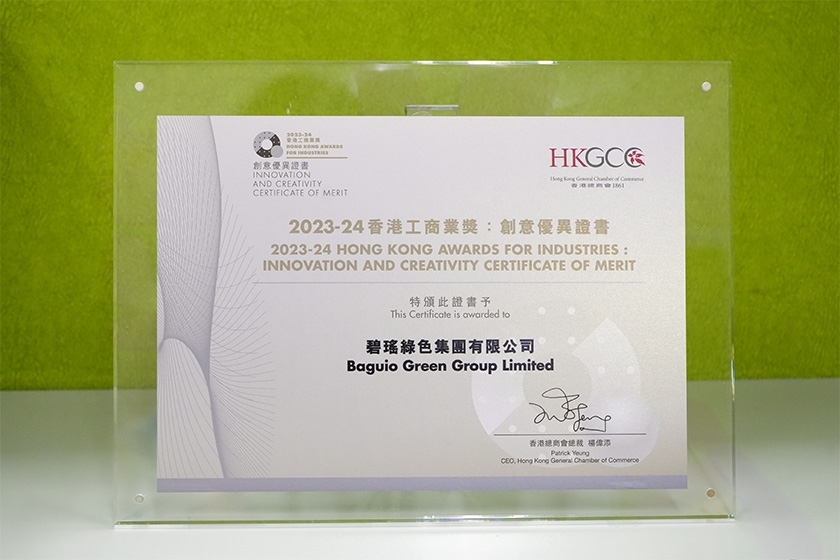 2023-24
香港工商業獎
HONG KONG AWARDS
FOR INDUSTRIES
創意優異證書
INNOVATION
AND CREATIVITY
CERTIFICATE OF MERIT
HKGCC
Hong Kong General Chamber of Commerce
香港總商會1861
2023-24香港工商業獎：創意優異證書
2023-24 HONG KONG AWARDS FOR INDUSTRIES :
INNOVATION AND CREATIVITY CERTIFICATE OF MERIT
特頒此證書予
This Certificate is awarded to
碧瑤綠色集團有限公司
Baguio Green Group Limited
香港總商會總裁 楊偉添
Patrick Yeung
CEO, Hong Kong General Chamber of Commerce